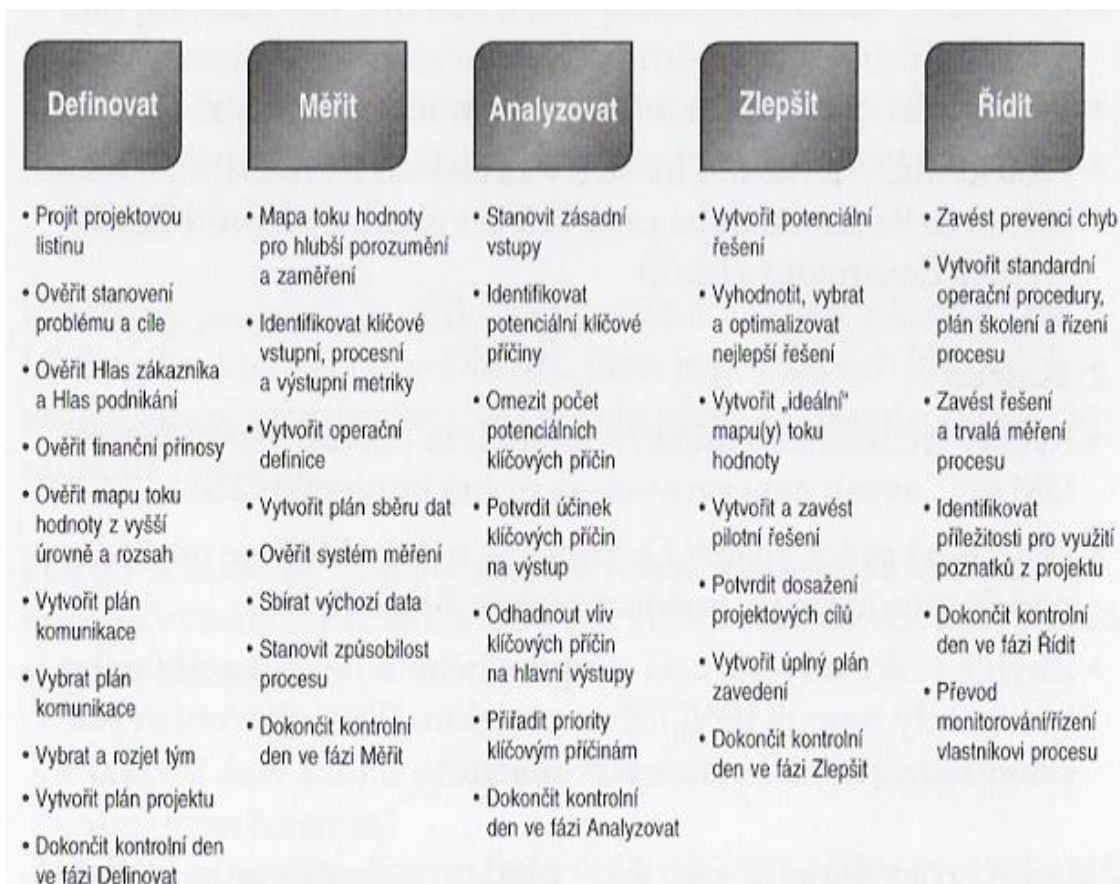 Definovat
Měřit
Analyzovat
Zlepšit
Řídit
• Projít projektovou
listinu
• Ověřit stanovení
problému a cíle
• Ověřit Hlas zákazníka
a Hlas podnikání
• Ověřit finanční přínosy
• Ověřit mapu toku
hodnoty z vyšší
úrovně a rozsah
• Vytvořit plán
komunikace
• Vybrat plán
komunikace
• Vybrat a rozjet tým
• Vytvořit plán projektu
• Dokončit kontrolní den
ve fázi Definovat
• Mapa toku hodnoty
pro hlubší porozumění
a zaměření
• Identifikovat klíčové
vstupní, procesní
a výstupní metriky
• Vytvořit operační
definice
• Vytvořit plán sběru dat
• Ověřit systém měření
• Sbírat výchozí data
• Stanovit způsobilost
procesu
• Dokončit kontrolní
den ve fázi Měřit
• Stanovit zásadní
vstupy
• Identifikovat
potenciální klíčové
příčiny
• Omezit počet
potenciálních
klíčových příčin
• Potvrdit účinek
klíčových příčin
na výstup
• Odhadnout vliv
klíčových příčin
na hlavní výstupy
• Přiřadit priority
klíčovým příčinám
• Dokončit kontrolní
den ve fázi Analyzovat
• Vytvořit potenciální
řešení
• Vyhodnotit, vybrat
a optimalizovat
nejlepší řešení
• Vytvořit „ideální"
mapu(y) toku
hodnoty
• Vytvořit a zavést
pilotní řešení
• Potvrdit dosažení
projektových cílů
• Vytvořit úplný plán
zavedení
• Dokončit kontrolní
den ve fázi Zlepšit
• Zavést prevenci chyb
• Vytvořit standardní
operační procedury,
plán školení a řízení
procesu
• Zavést řešení
a trvalá měření
procesu
• Identifikovat
příležitosti pro využití
poznatků z projektu
• Dokončit kontrolní
den ve fázi Řídit
• Převod
monitorování/řízení
vlastníkovi procesu